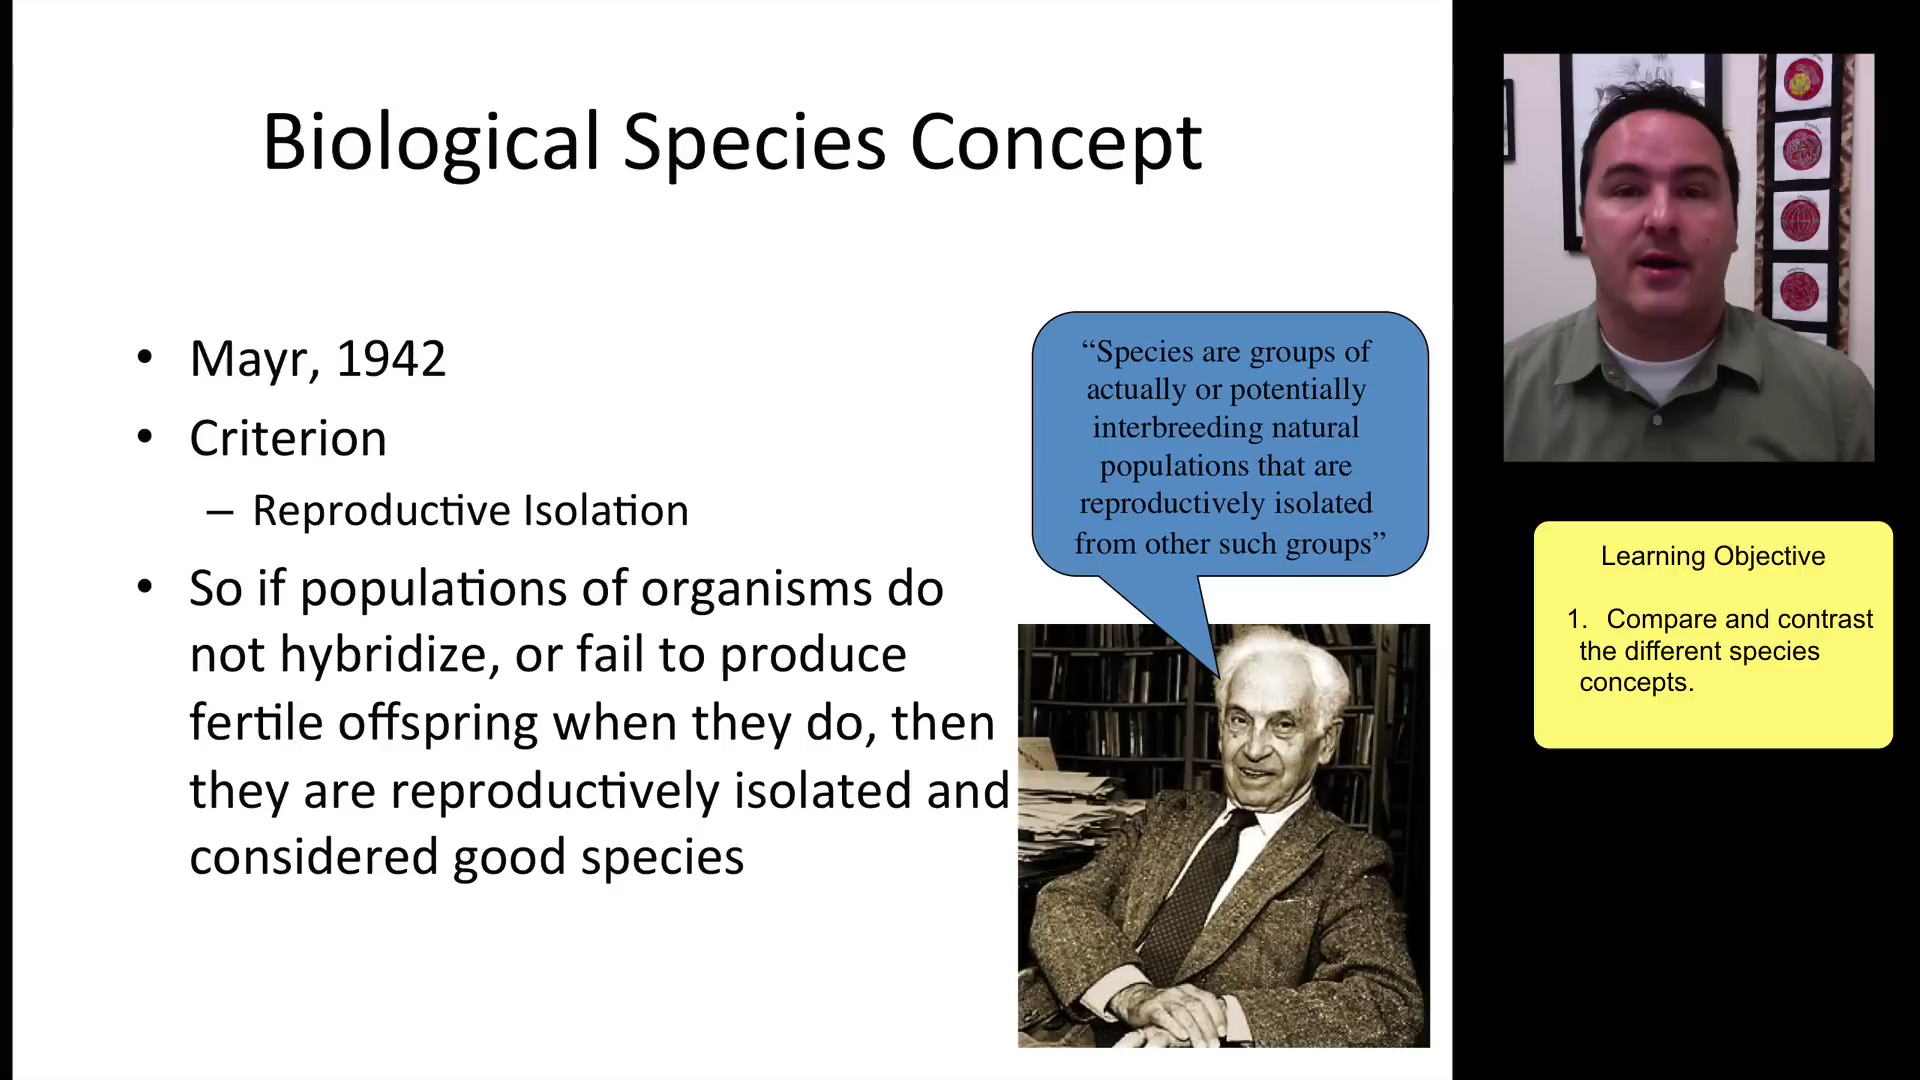 Biological Species Concept
• Mayr, 1942
• Criterion
– Reproductive Isolation
• So if populations of organisms do
not hybridize, or fail to produce
fertile offspring when they do, then
they are reproductively isolated and
considered good species
“Species are groups of
actually or potentially
interbreeding natural
populations that are
reproductively isolated
from other such groups”
Learning Objective
1. Compare and contrast
the different species
concepts.